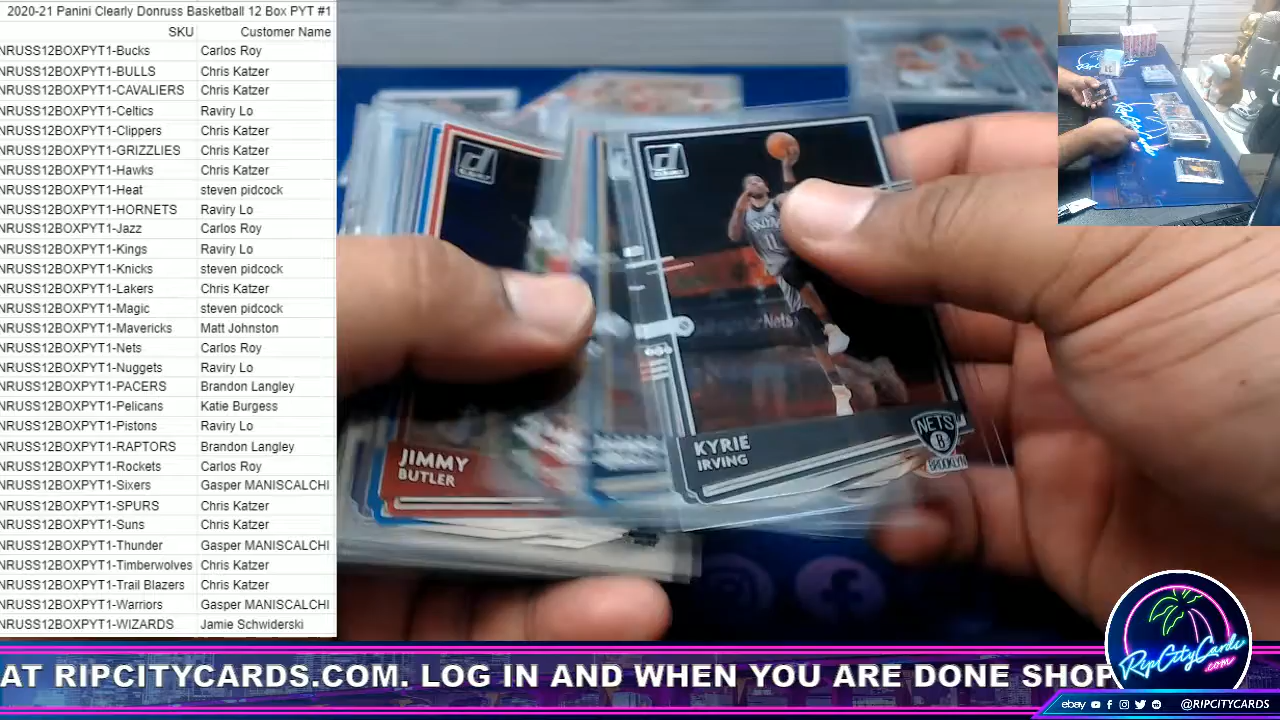 2020-21 Panini Clearly Donruss Basketball 12 Box PYT #1
SKU Customer Name
NRUSS12BOXPYT1-Bucks Carlos Roy
NRUSS12BOXPYT1-BULLS Chris Katzer
NRUSS12BOXPYT1-CAVALIERS Chris Katzer
NRUSS12BOXPYT1-Celtics Raviry Lo
NRUSS12BOXPYT1-Clippers Chris Katzer
NRUSS12BOXPYT1-GRIZZLIES Chris Katzer
NRUSS12BOXPYT1-Hawks Chris Katzer
NRUSS12BOXPYT1-Heat steven pidcock
NRUSS12BOXPYT1-HORNETS Raviry Lo
NRUSS12BOXPYT1-Jazz Carlos Roy
NRUSS12BOXPYT1-Kings Raviry Lo
NRUSS12BOXPYT1-Knicks steven pidcock
NRUSS12BOXPYT1-Lakers Chris Katzer
NRUSS12BOXPYT1-Magic steven pidcock
NRUSS12BOXPYT1-Mavericks Matt Johnston
NRUSS12BOXPYT1-Nets Carlos Roy
NRUSS12BOXPYT1-Nuggets Raviry Lo
NRUSS12BOXPYT1-PACERS Brandon Langley
NRUSS12BOXPYT1-Pelicans Katie Burgess
NRUSS12BOXPYT1-Pistons Raviry Lo
NRUSS12BOXPYT1-RAPTORS Brandon Langley
NRUSS12BOXPYT1-Rockets Carlos Roy
NRUSS12BOXPYT1-Sixers Gasper MANISCALCHI
NRUSS12BOXPYT1-SPURS Chris Katzer
NRUSS12BOXPYT1-Suns Chris Katzer
NRUSS12BOXPYT1-Thunder Gasper MANISCALCHI
NRUSS12BOXPYT1-Timberwolves Chris Katzer
NRUSS12BOXPYT1-Trail Blazers Chris Katzer
NRUSS12BOXPYT1-Warriors Gasper MANISCALCHI
NRUSS12BOXPYT1-WIZARDS Jamie Schwiderski
JIMMY
BUTLER
Nets
KYRIE
IRVING
NETS
B
BROOKLYN
AT RIPCITYCARDS.COM. LOG IN AND WHEN YOU ARE DONE SHOP
RipCityCards
.com
ebay @RIPCITYCARDS